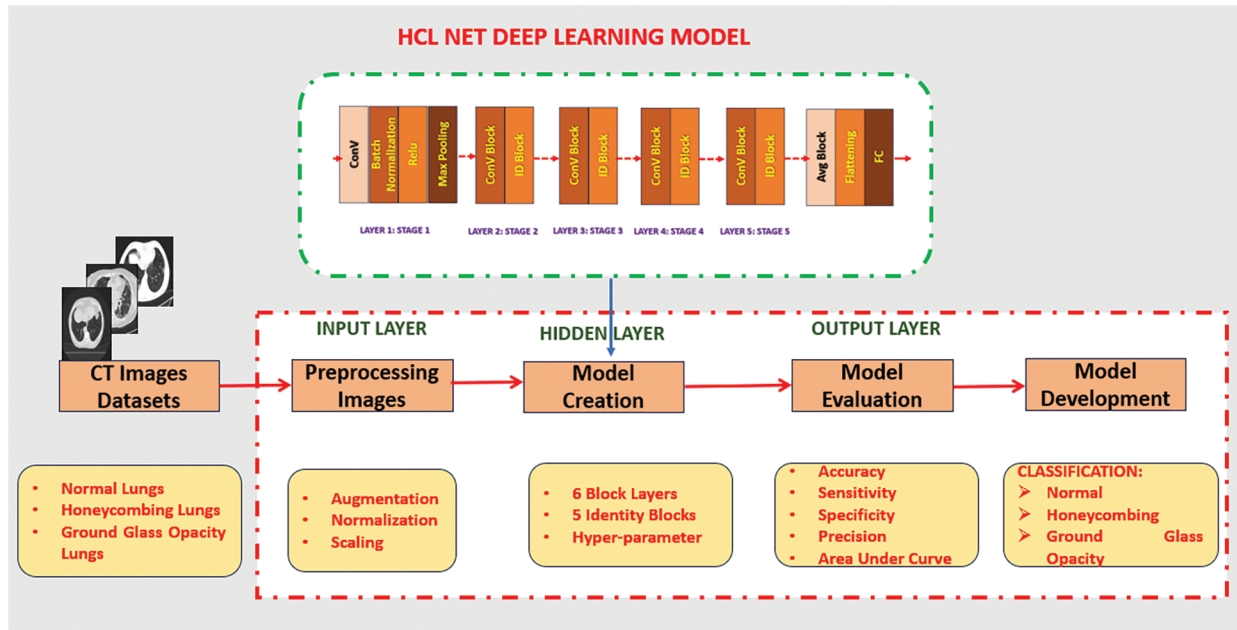 HCL NET DEEP LEARNING MODEL
ConV
Batch
Normalization
Relu
Max Pooling
ConV Block
ID Block
ConV Block
ID Block
ConV Block
ID Block
ConV Block
ID Block
Avg Block
Flattening
FC
LAYER 1: STAGE 1
LAYER 2: STAGE 2
LAYER 3: STAGE 3
LAYER 4: STAGE 4
LAYER 5: STAGE 5
INPUT LAYER
HIDDEN LAYER
OUTPUT LAYER
CT Images
Datasets
Preprocessing
Images
Model
Creation
Model
Evaluation
Model
Development
• Normal Lungs
• Honeycombing Lungs
• Ground Glass Opacity
Lungs
• Augmentation
• Normalization
• Scaling
• 6 Block Layers
• 5 Identity Blocks
• Hyper-parameter
• Accuracy
• Sensitivity
• Specificity
• Precision
• Area Under Curve
CLASSIFICATION:
➢ Normal
➢ Honeycombing
➢ Ground Glass
Opacity